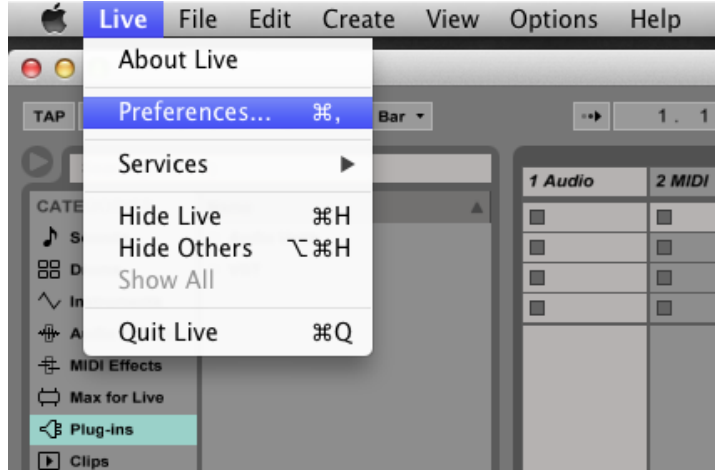 Live File Edit Create View Options Help
About Live
Preferences... ⌘,
Services ▶
Hide Live ⌘H
Hide Others ⌥⌘H
Show All
Quit Live ⌘Q
TAP
Bar
1. 1
1 Audio
2 MIDI
MIDI Effects
Max for Live
Plug-ins
Clips